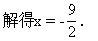 解得x = -9/2.